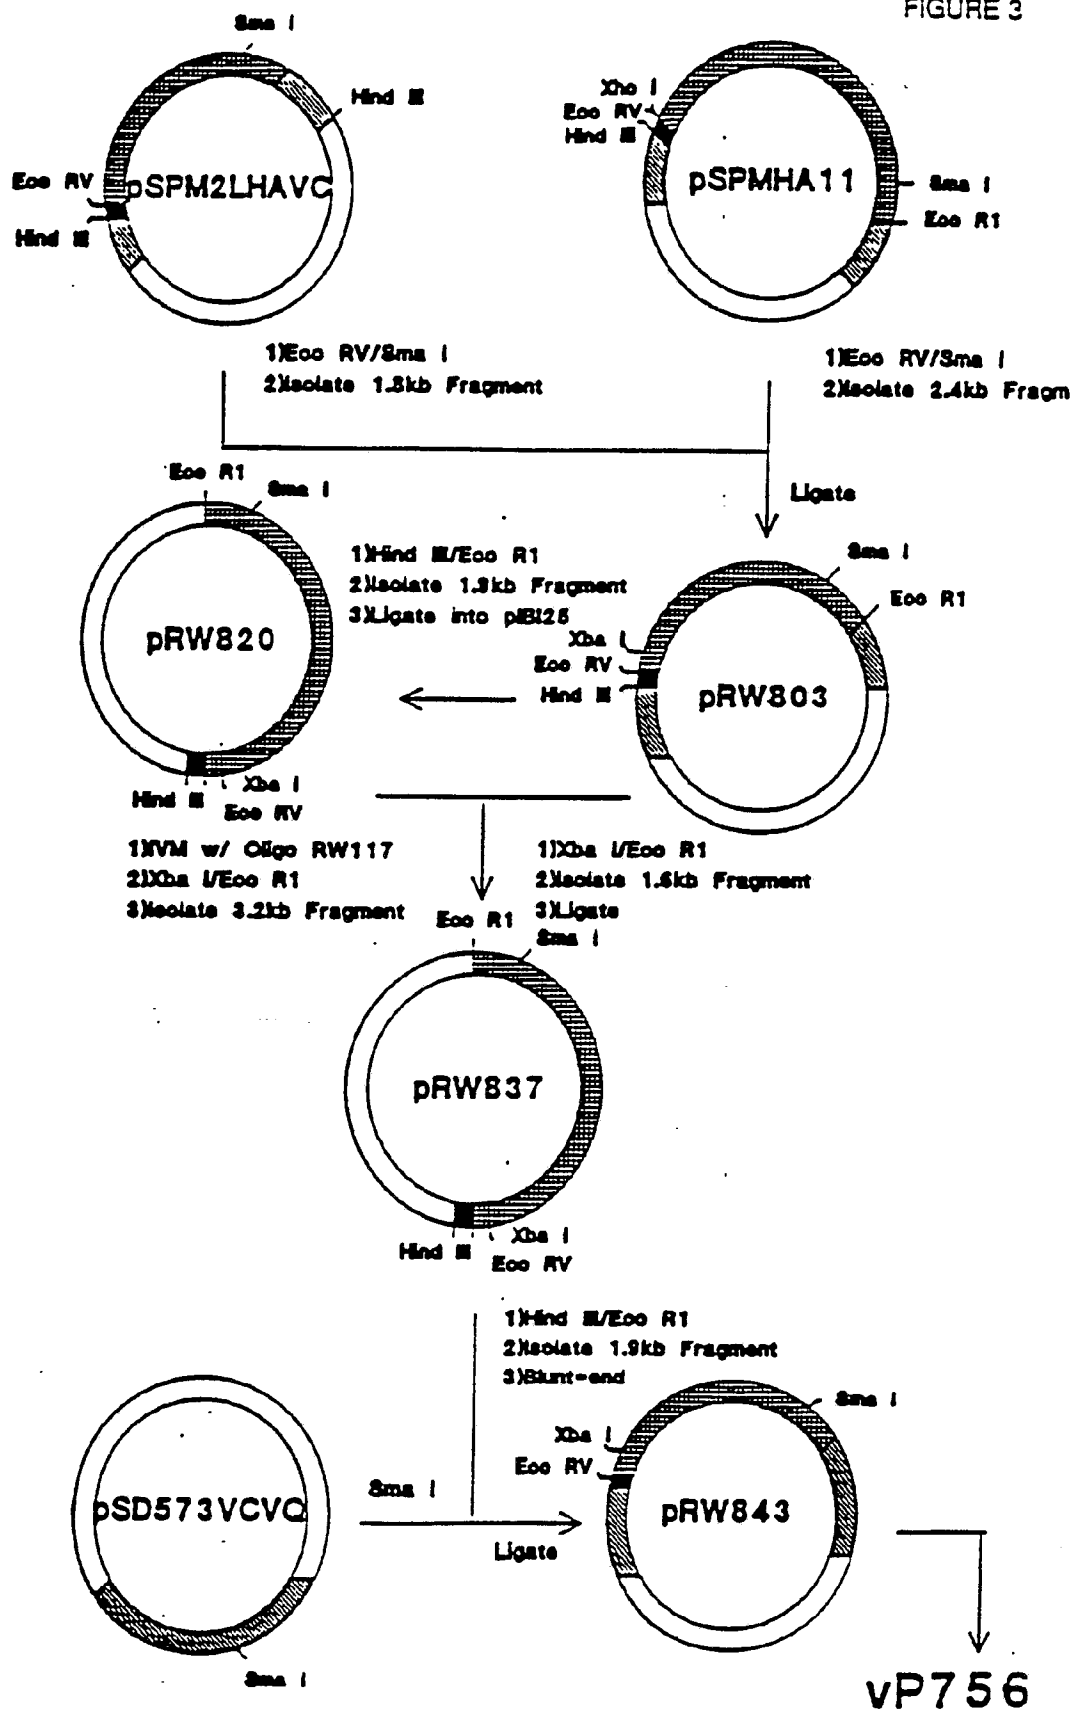 FIGURE 3
Sma I
Hind III
Eco RV
pSPM2LHAVC
Hind III
Xho I
Eco RV
Hind III
pSPMHA11
Sma I
Eco R1
1)Eco RV/Sma I
2)Isolate 1.8kb Fragment
1)Eco RV/Sma I
2)Isolate 2.4kb Fragm
Ligate
Eco R1
Sma I
pRW820
Hind III
Xba I
Eco RV
1)Hind III/Eco R1
2)Isolate 1.9kb Fragment
3)Ligate into pIBI25
Sma I
Eco R1
Xba I
Eco RV
Hind III
pRW803
1)IVM w/ Oligo RW117
2)Xba I/Eco R1
3)Isolate 3.2kb Fragment
1)Xba I/Eco R1
2)Isolate 1.6kb Fragment
3)Ligate
Eco R1
Sma I
pRW837
Hind III
Xba I
Eco RV
1)Hind III/Eco R1
2)Isolate 1.9kb Fragment
3)Blunt-end
pSD573VCVQ
Sma I
Sma I
Ligate
Sma I
Xba I
Eco RV
pRW843
vP756